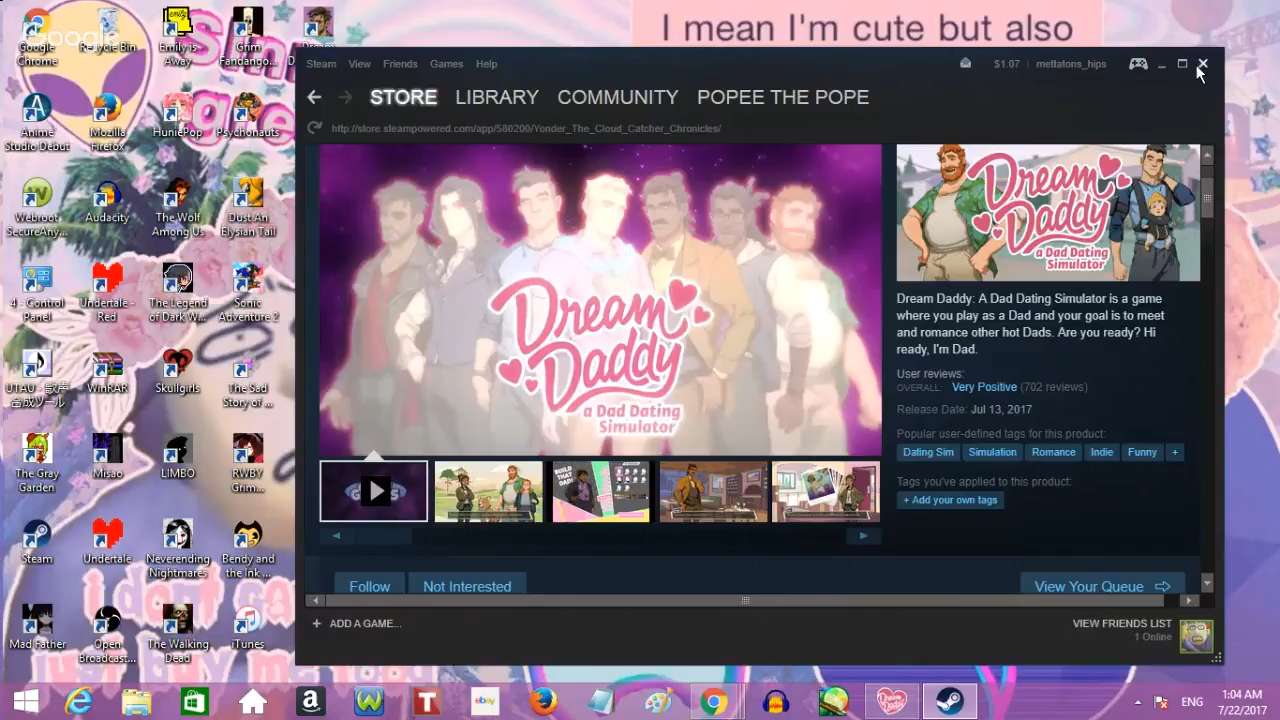 I mean I'm cute but also
Google
Google
Chrome
Recycle Bin
Emily is
Away
Grim
Fandango...
Anime
Studio Debut
Mozilla
Firefox
HuniePop
Psychonauts
Webroot
SecureAny...
Audacity
The Wolf
Among Us
Dust An
Elysian Tail
4 - Control
Panel
Undertale -
Red
The Legend
of Dark W...
Sonic
Adventure 2
UTAU - 歌声
合成ツール
WinRAR
Skullgirls
The Sad
Story of ...
The Gray
Garden
Misao
LIMBO
RWBY
Grim...
Steam
Undertale
Neverending
Nightmares
Bendy and
the Ink ...
Mad Father
Open
Broadcast...
The Walking
Dead
iTunes
Steam View Friends Games Help
$1.07 mettatons_hips
STORE LIBRARY COMMUNITY POPEE THE POPE
http://store.steampowered.com/app/580200/Yonder_The_Cloud_Catcher_Chronicles/
Dream
Daddy
a Dad Dating
Simulator
Dream
Daddy
a Dad Dating
Simulator
Dream Daddy: A Dad Dating Simulator is a game
where you play as a Dad and your goal is to meet
and romance other hot Dads. Are you ready? Hi
ready, I'm Dad.
User reviews:
OVERALL: Very Positive (702 reviews)
Release Date: Jul 13, 2017
Popular user-defined tags for this product:
Dating Sim Simulation Romance Indie Funny +
Tags you've applied to this product:
+ Add your own tags
BUILD
THAT
DAD!
Follow Not Interested View Your Queue
+ ADD A GAME...
VIEW FRIENDS LIST
1 Online
ENG
1:04 AM
7/22/2017